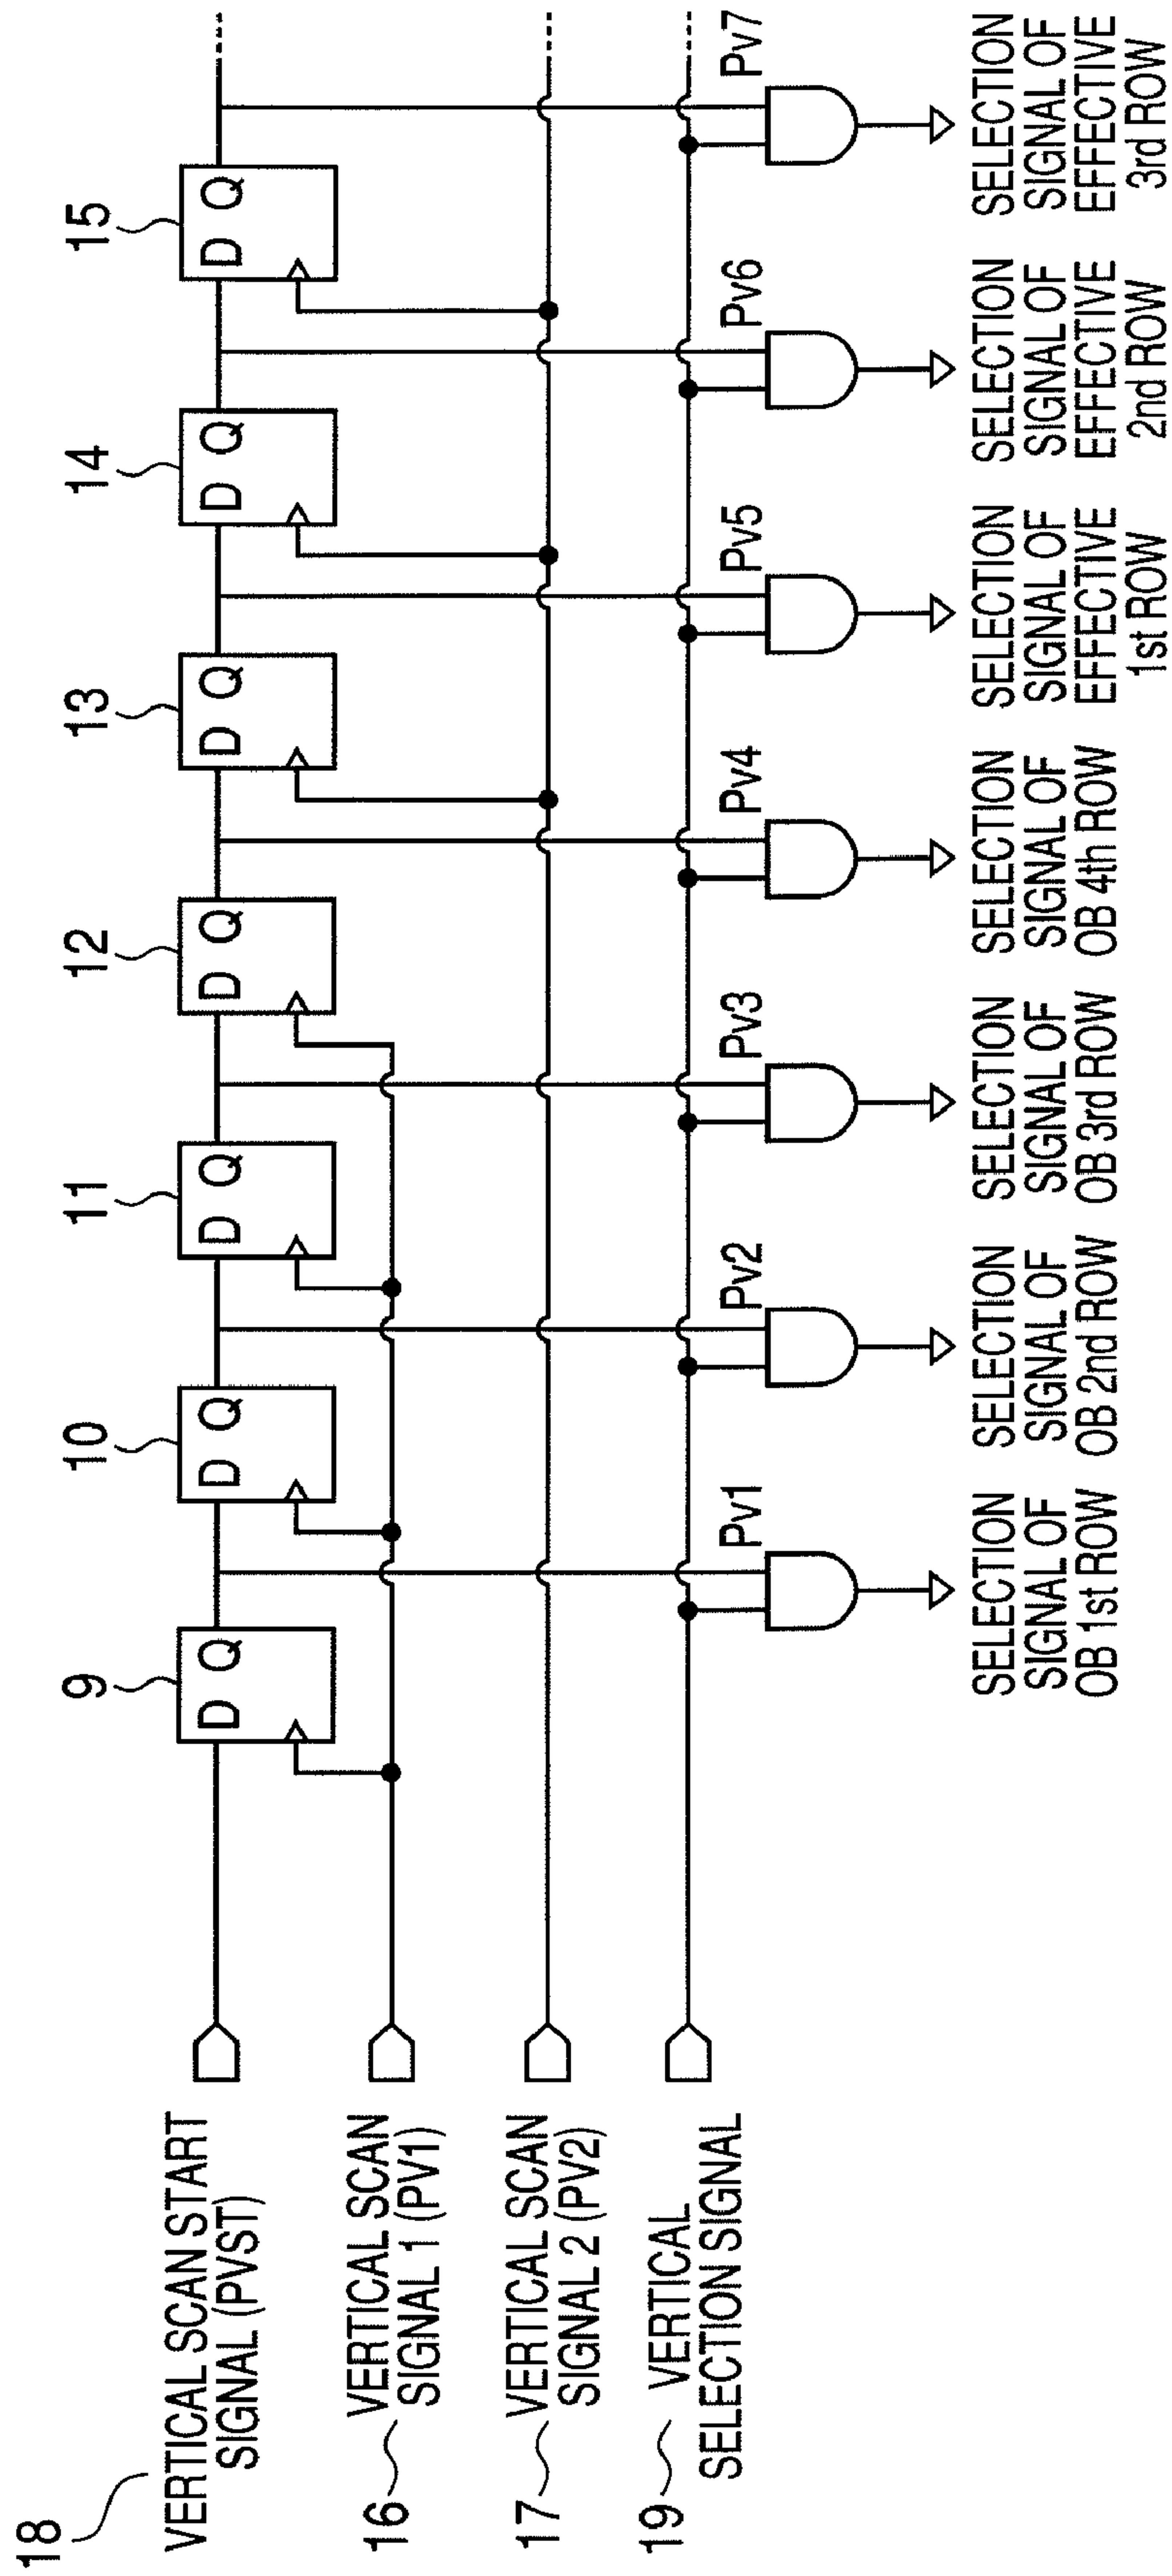 18
VERTICAL SCAN START
SIGNAL (PVST)
16
VERTICAL SCAN
SIGNAL 1 (PV1)
17
VERTICAL SCAN
SIGNAL 2 (PV2)
19
VERTICAL
SELECTION SIGNAL
9
D Q
10
D Q
11
D Q
12
D Q
13
D Q
14
D Q
15
D Q
Pv1
Pv2
Pv3
Pv4
Pv5
Pv6
Pv7
SELECTION
SIGNAL OF
OB 1st ROW
SELECTION
SIGNAL OF
OB 2nd ROW
SELECTION
SIGNAL OF
OB 3rd ROW
SELECTION
SIGNAL OF
OB 4th ROW
SELECTION
SIGNAL OF
EFFECTIVE
1st ROW
SELECTION
SIGNAL OF
EFFECTIVE
2nd ROW
SELECTION
SIGNAL OF
EFFECTIVE
3rd ROW